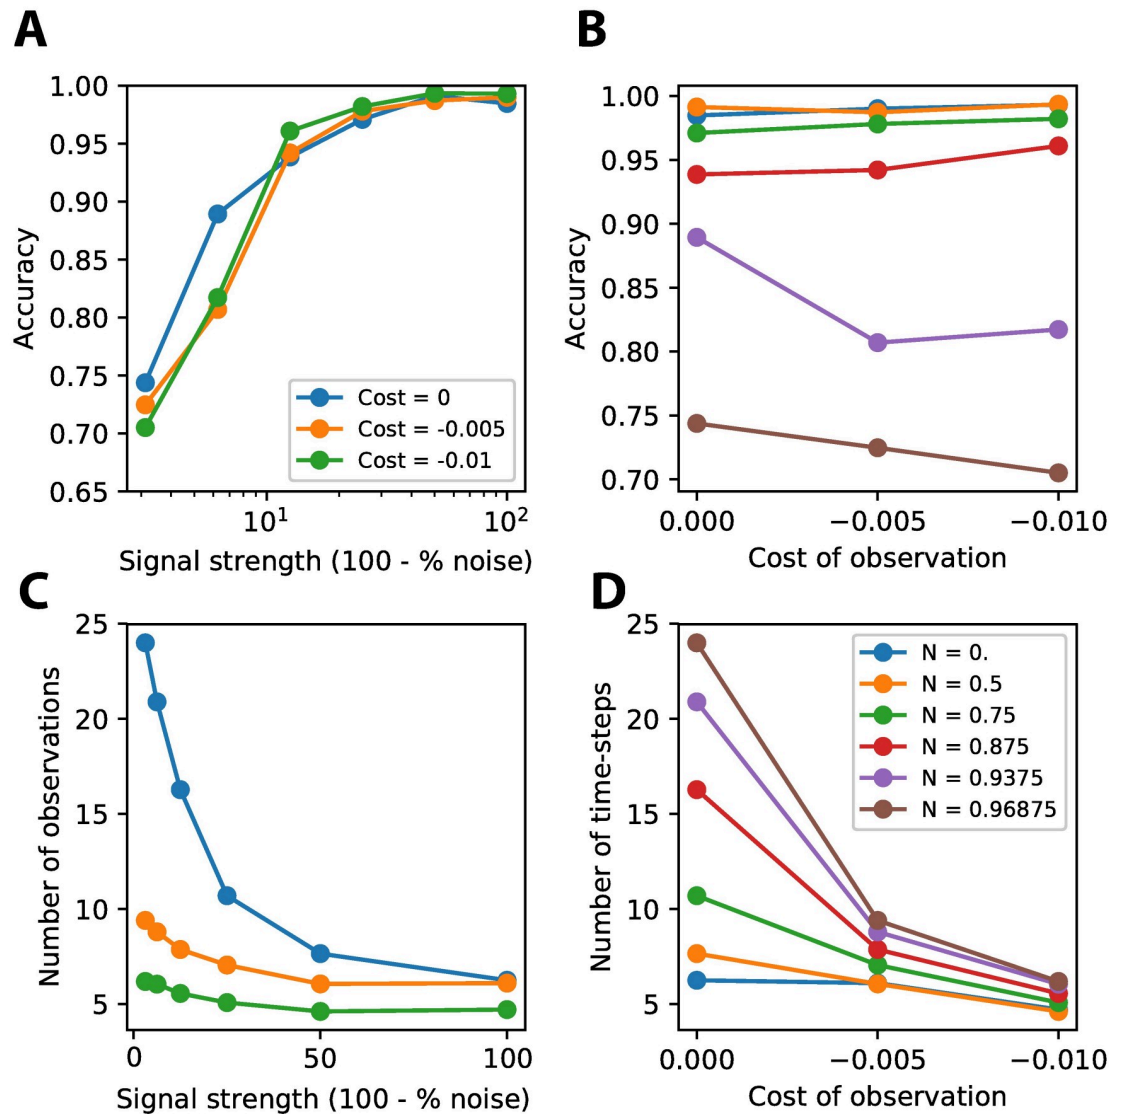 A
1.00
0.95
0.90
0.85
0.80
0.75
0.70
0.65
Accuracy
Cost = 0
Cost = -0.005
Cost = -0.01
10¹
10²
Signal strength (100 - % noise)
B
1.00
0.95
0.90
0.85
0.80
0.75
0.70
Accuracy
0.000
−0.005
−0.010
Cost of observation
C
25
20
15
10
5
Number of observations
0
50
100
Signal strength (100 - % noise)
D
25
20
15
10
5
Number of time-steps
N = 0.
N = 0.5
N = 0.75
N = 0.875
N = 0.9375
N = 0.96875
0.000
−0.005
−0.010
Cost of observation